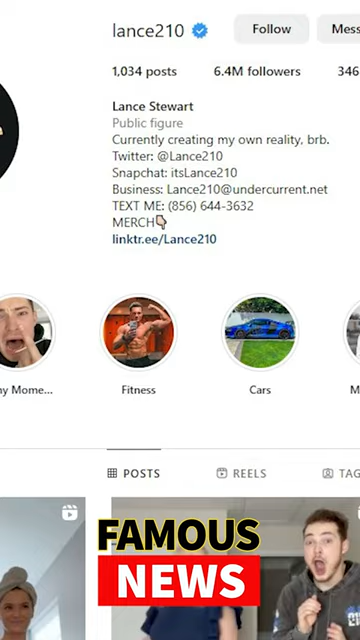 lance210
Follow
Mess
1,034 posts 6.4M followers 346
Lance Stewart
Public figure
Currently creating my own reality, brb.
Twitter: @Lance210
Snapchat: itsLance210
Business: Lance210@undercurrent.net
TEXT ME: (856) 644-3632
MERCH👇🏻
linktr.ee/Lance210
ny Mome... Fitness Cars M
POSTS REELS TAG
FAMOUS
NEWS